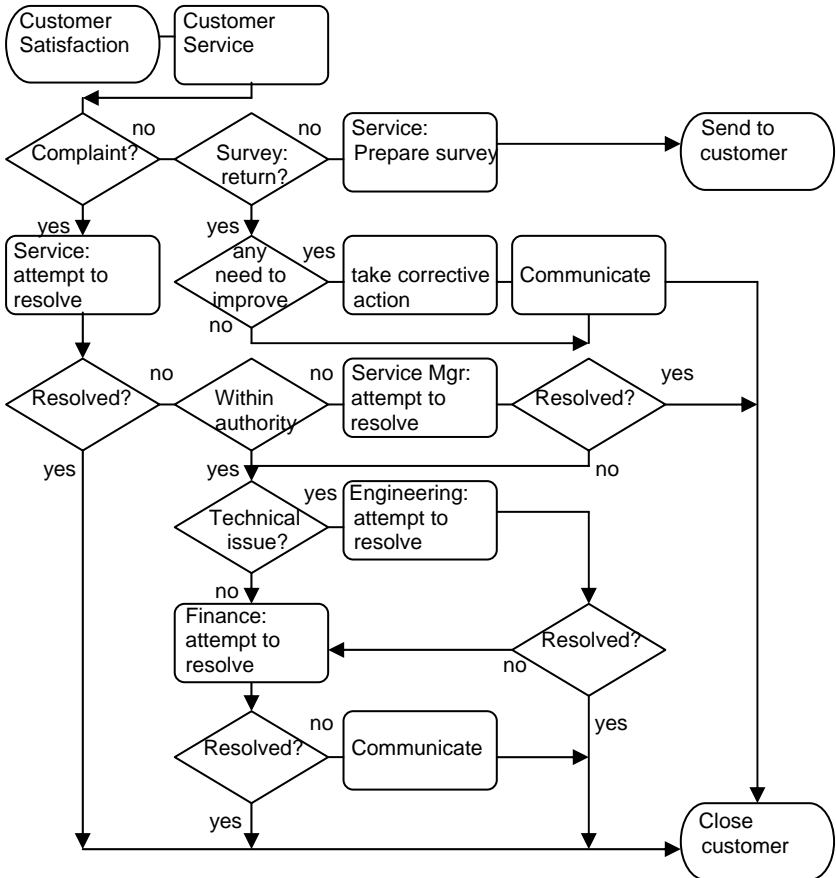 Customer
Satisfaction
Customer
Service
Complaint?
no
Survey:
return?
no
Service:
Prepare survey
Send to
customer
yes
Service:
attempt to
resolve
yes
any
need to
improve
yes
take corrective
action
Communicate
no
Resolved?
no
Within
authority
no
Service Mgr:
attempt to
resolve
Resolved?
yes
yes
yes
no
Technical
issue?
yes
Engineering:
attempt to
resolve
no
Finance:
attempt to
resolve
Resolved?
no
yes
Resolved?
no
Communicate
yes
Close
customer